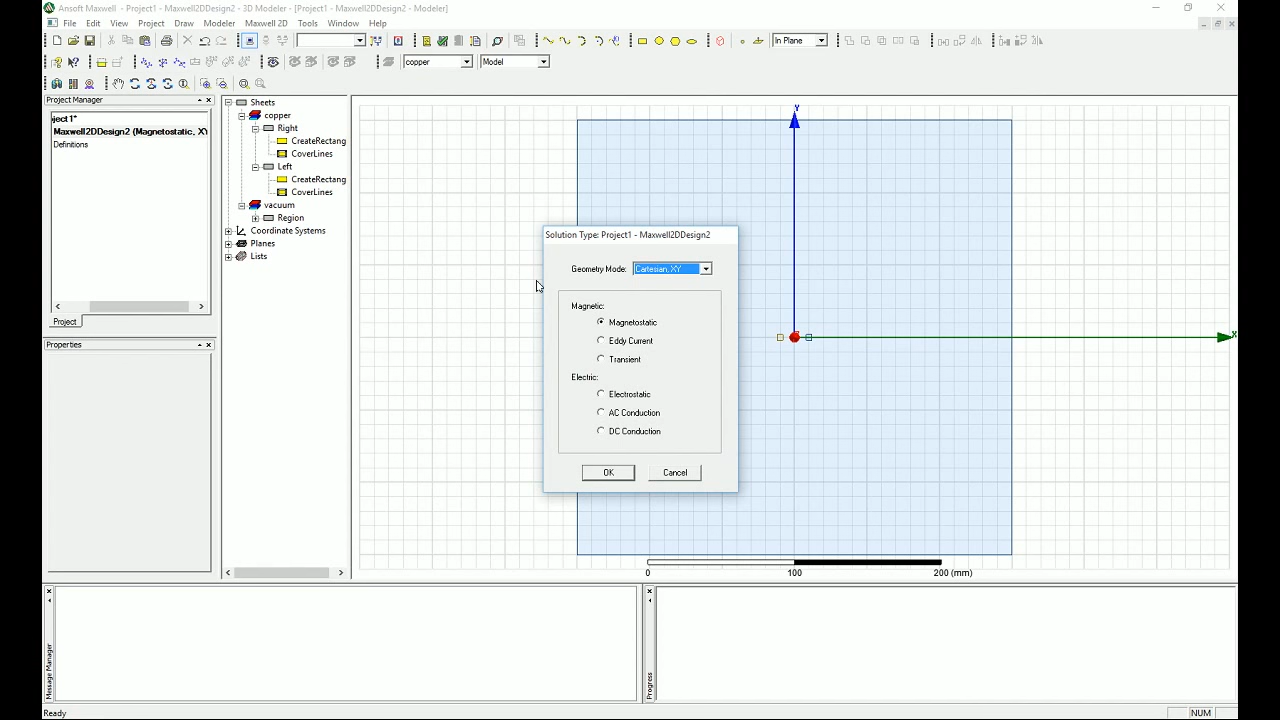 Ansoft Maxwell - Project1 - Maxwell2DDesign2 - 3D Modeler - [Project1 - Maxwell2DDesign2 - Modeler]
File Edit View Project Draw Modeler Maxwell 2D Tools Window Help
In Plane
copper Model
Project Manager
ject1*
Maxwell2DDesign2 (Magnetostatic, XY
Definitions
Project
Properties
Sheets
copper
Right
CreateRectang
CoverLines
Left
CreateRectang
CoverLines
vacuum
Region
Coordinate Systems
Planes
Lists
Y
X
Solution Type: Project1 - Maxwell2DDesign2
Geometry Mode: Cartesian, XY
Magnetic:
Magnetostatic
Eddy Current
Transient
Electric:
Electrostatic
AC Conduction
DC Conduction
OK Cancel
0 100 200 (mm)
Message Manager
Progress
Ready NUM